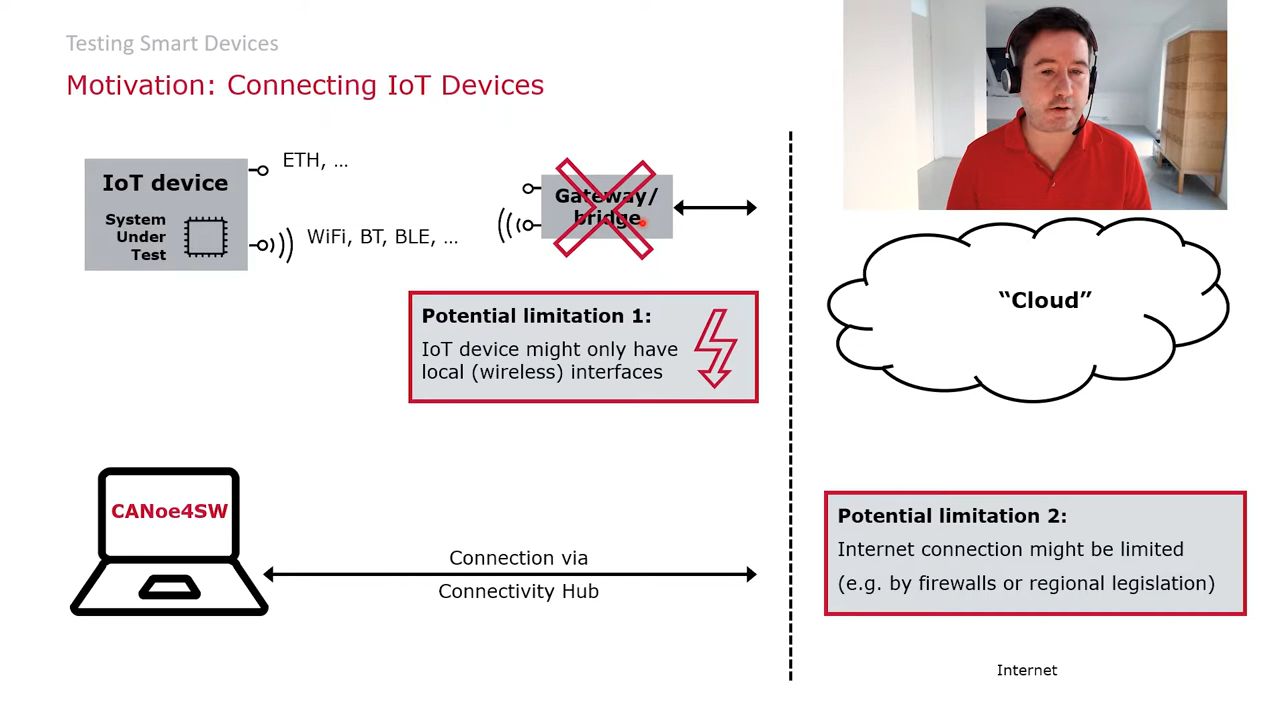 Testing Smart Devices
Motivation: Connecting IoT Devices
IoT device
System
Under
Test
ETH, ...
WiFi, BT, BLE, ...
Gateway/
bridge
Potential limitation 1:
IoT device might only have
local (wireless) interfaces
“Cloud”
CANoe4SW
Connection via
Connectivity Hub
Potential limitation 2:
Internet connection might be limited
(e.g. by firewalls or regional legislation)
Internet